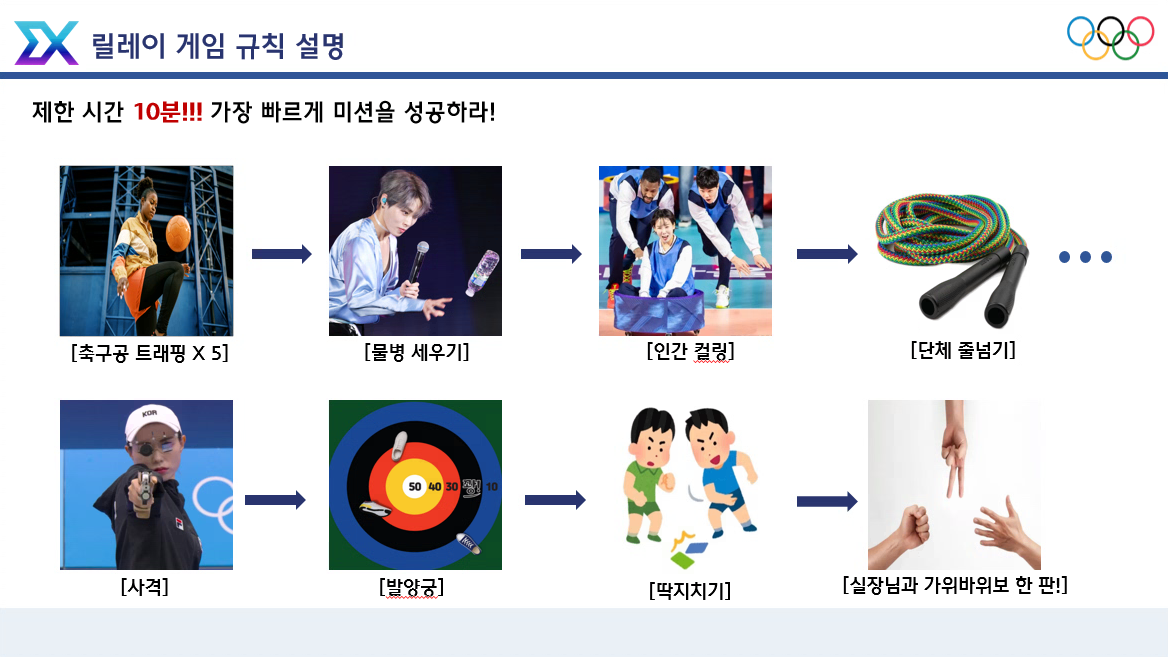 릴레이 게임 규칙 설명
제한 시간 10분!!! 가장 빠르게 미션을 성공하라!
[축구공 트래핑 X 5]
[물병 세우기]
[인간 컬링]
[단체 줄넘기]
KOR
50 40 30 꽝! 10
[사격]
[발양궁]
[딱지치기]
[실장님과 가위바위보 한 판!]